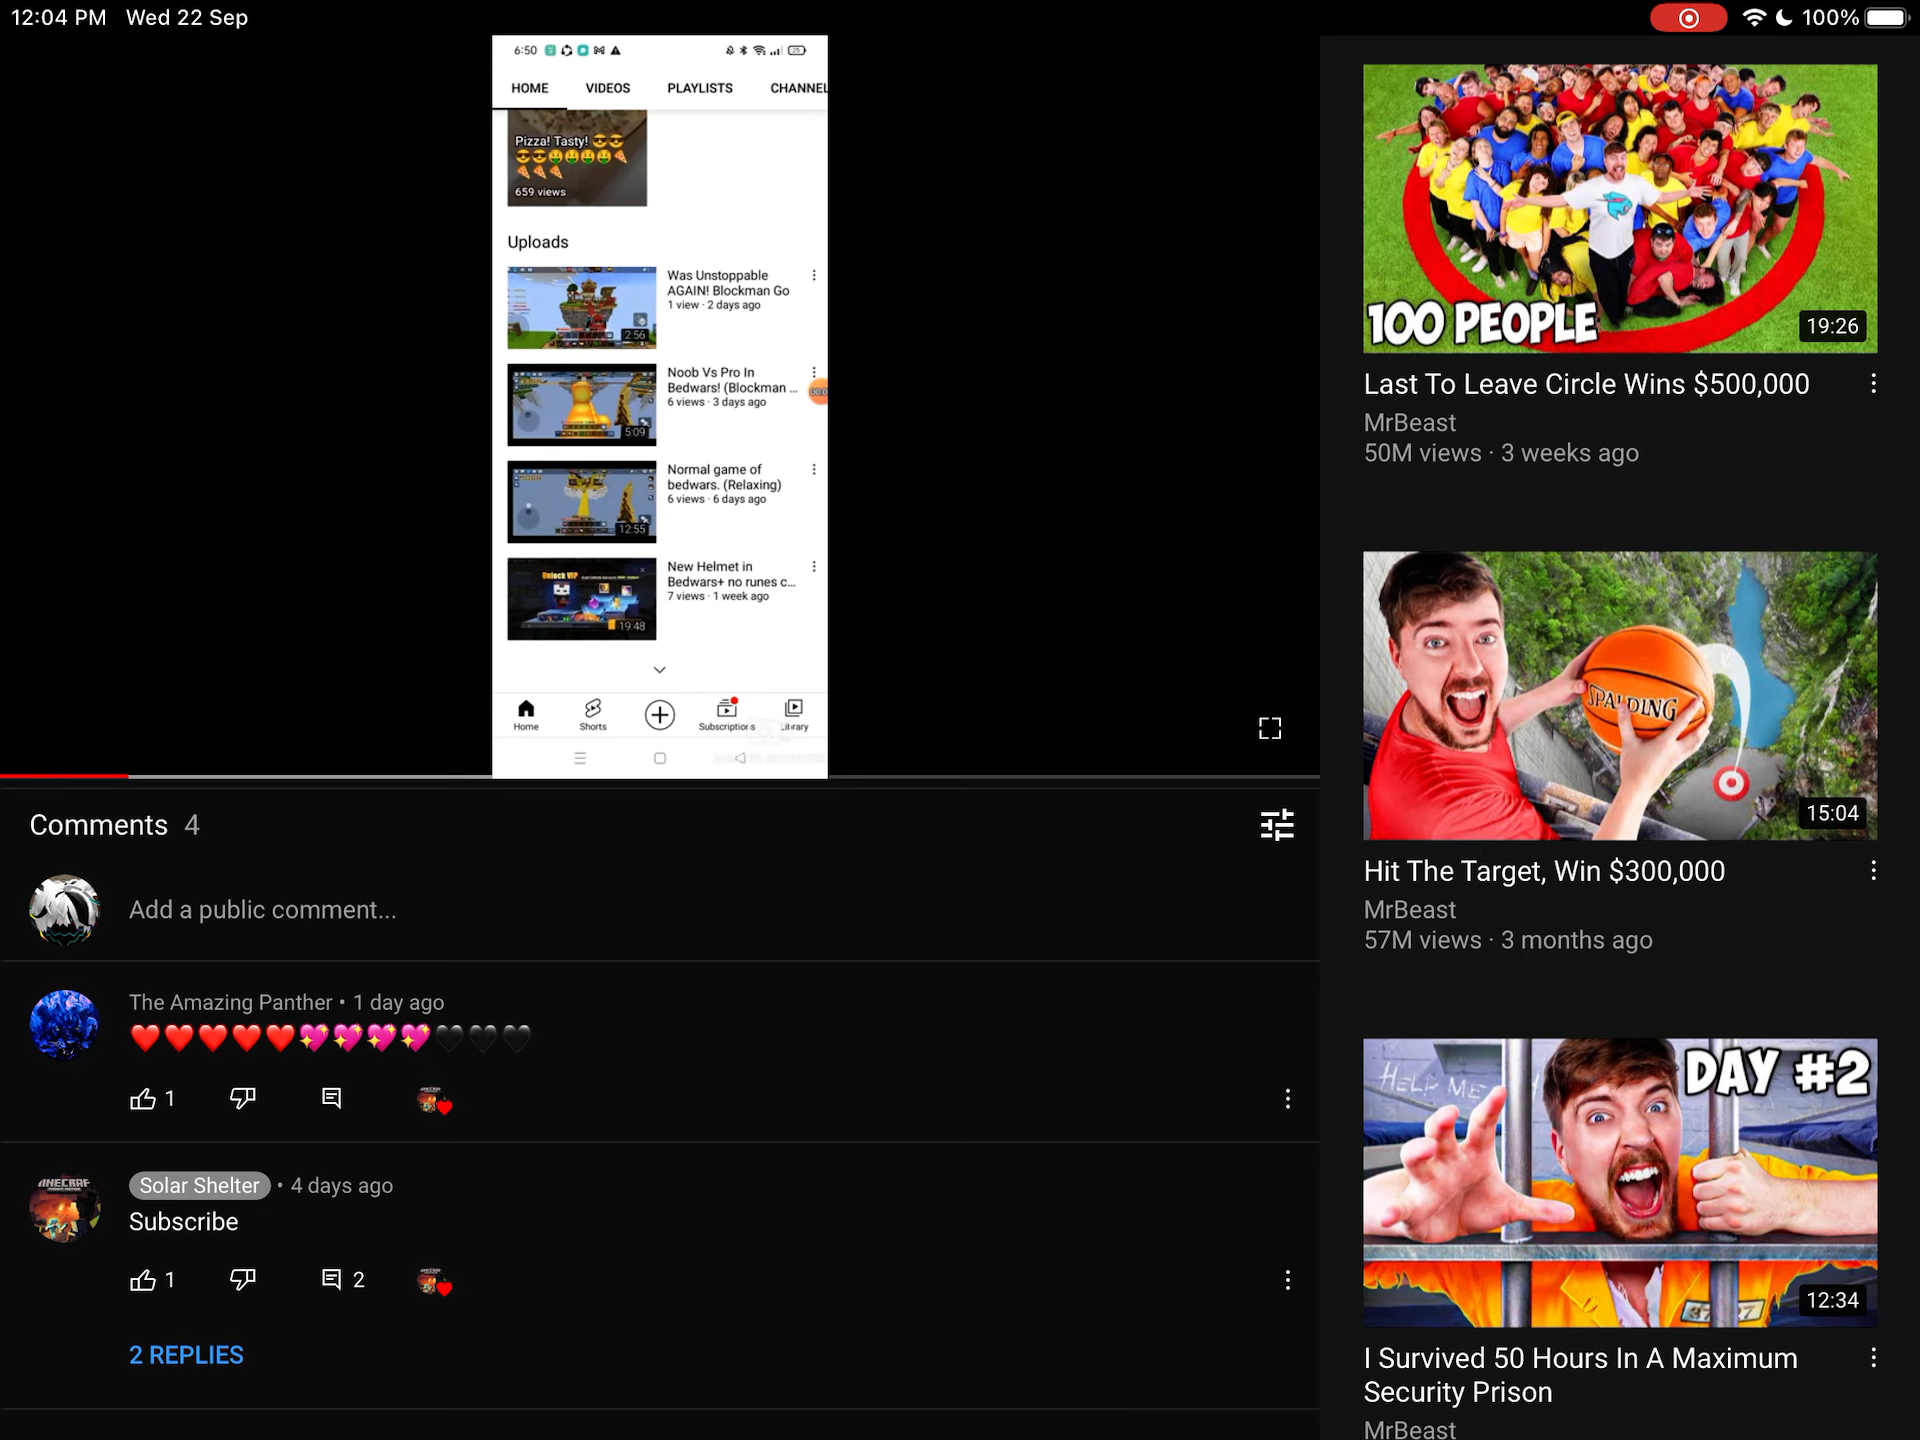 12:04 PM Wed 22 Sep
100%
6:50
HOME VIDEOS PLAYLISTS CHANNEL
Pizza! Tasty! 😎😎
😎😎🤑🤑🤑🤑🍕
🍕🍕🍕
659 views
Uploads
Was Unstoppable
AGAIN! Blockman Go
1 view · 2 days ago
2:56
Noob Vs Pro In
Bedwars! (Blockman ...
6 views · 3 days ago
5:09
Normal game of
bedwars. (Relaxing)
6 views · 6 days ago
12:55
Unlock VIP
New Helmet in
Bedwars+ no runes c...
7 views · 1 week ago
19:48
Home Shorts Subscriptions Library
Comments 4
Add a public comment...
The Amazing Panther • 1 day ago
❤️❤️❤️❤️❤️💖💖💖💖🖤🖤🖤
1
Solar Shelter • 4 days ago
Subscribe
1 2
2 REPLIES
100 PEOPLE
19:26
Last To Leave Circle Wins $500,000
MrBeast
50M views · 3 weeks ago
SPALDING
15:04
Hit The Target, Win $300,000
MrBeast
57M views · 3 months ago
HELP ME
DAY #2
12:34
I Survived 50 Hours In A Maximum
Security Prison
MrBeast